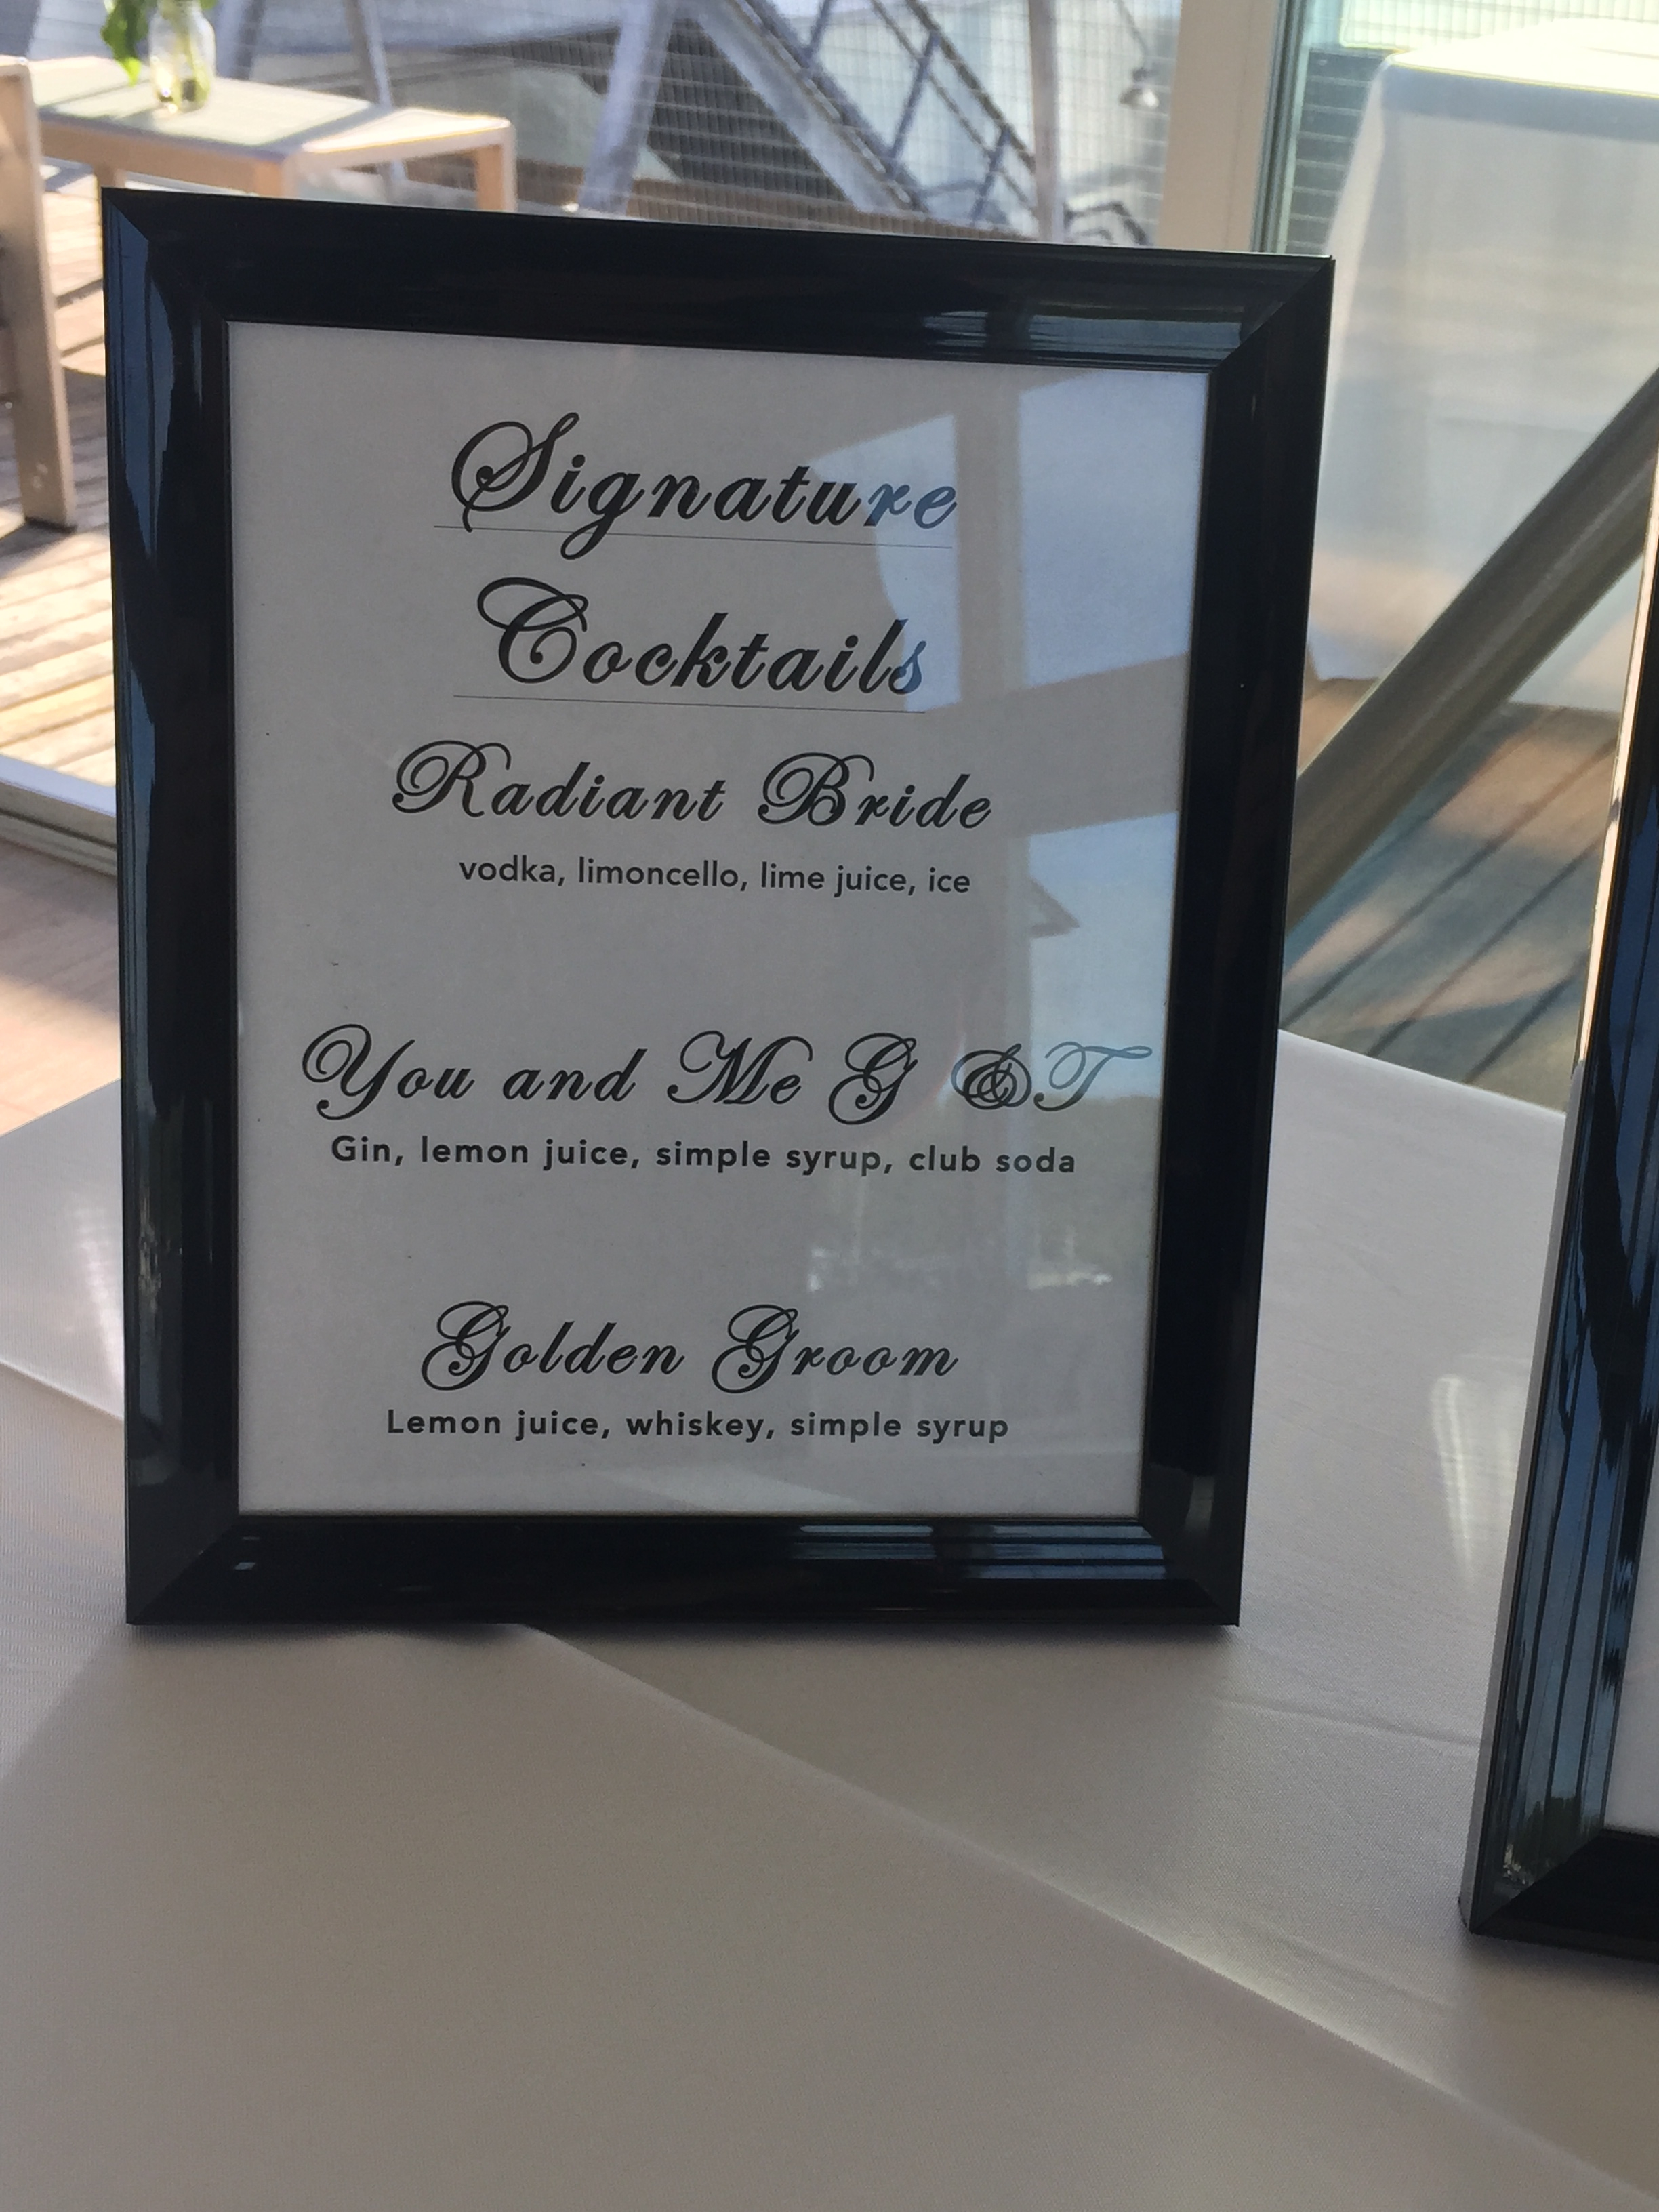 Signature
Cocktails
Radiant Bride
vodka, limoncello, lime juice, ice
You and Me G &T
Gin, lemon juice, simple syrup, club soda
Golden Groom
Lemon juice, whiskey, simple syrup